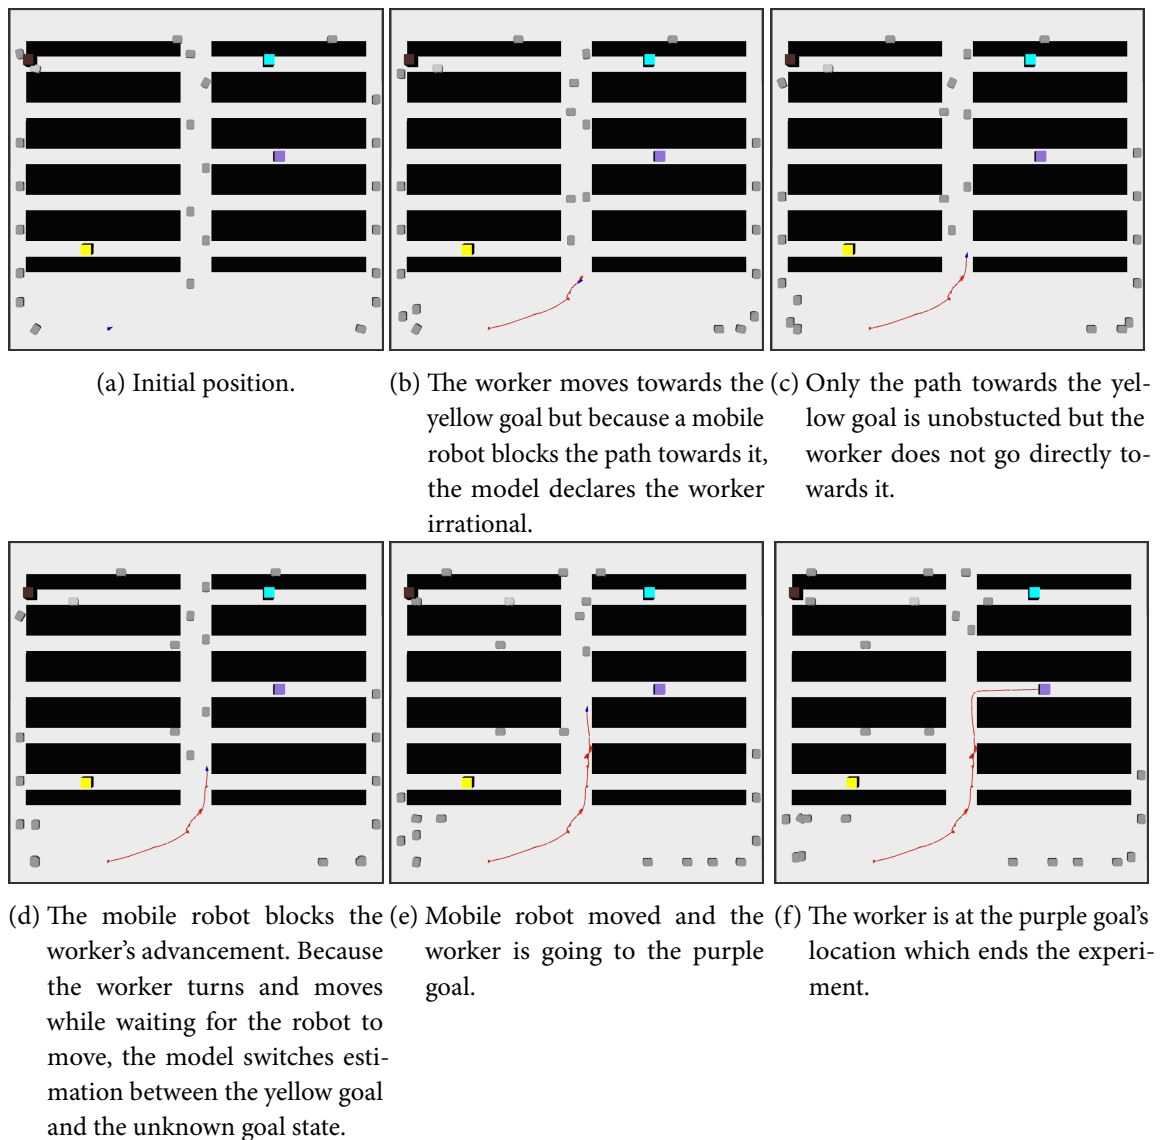 (a) Initial position.
(b) The worker moves towards the
yellow goal but because a mobile
robot blocks the path towards it,
the model declares the worker
irrational.
(c) Only the path towards the yel-
low goal is unobstucted but the
worker does not go directly to-
wards it.
(d) The mobile robot blocks the
worker's advancement. Because
the worker turns and moves
while waiting for the robot to
move, the model switches esti-
mation between the yellow goal
and the unknown goal state.
(e) Mobile robot moved and the
worker is going to the purple
goal.
(f) The worker is at the purple goal's
location which ends the experi-
ment.